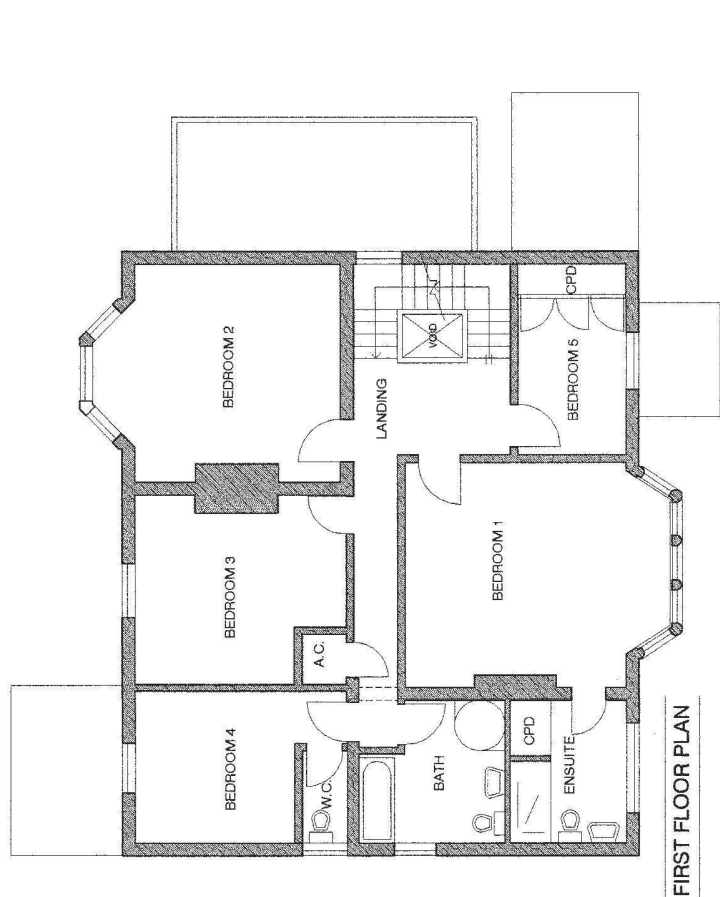 BEDROOM 2
CPD
VOID
LANDING
BEDROOM 5
BEDROOM 3
BEDROOM 1
A.C.
BEDROOM 4
W.C.
BATH
CPD
ENSUITE
FIRST FLOOR PLAN